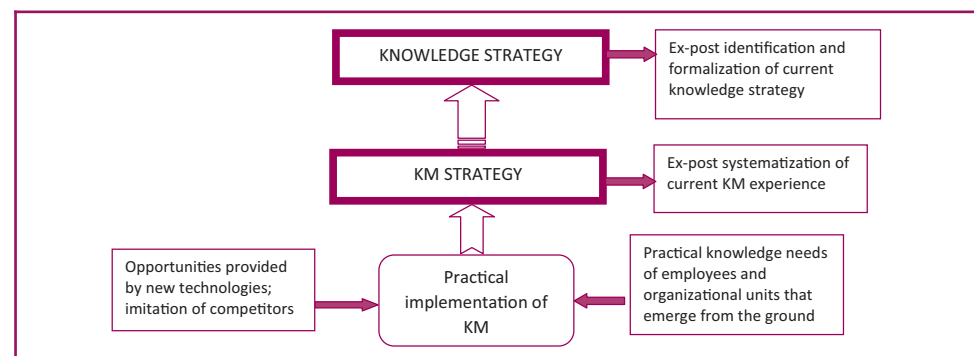 KNOWLEDGE STRATEGY
Ex-post identification and
formalization of current
knowledge strategy
KM STRATEGY
Ex-post systematization of
current KM experience
Opportunities provided
by new technologies;
imitation of competitors
Practical
implementation of
KM
Practical knowledge needs
of employees and
organizational units that
emerge from the ground